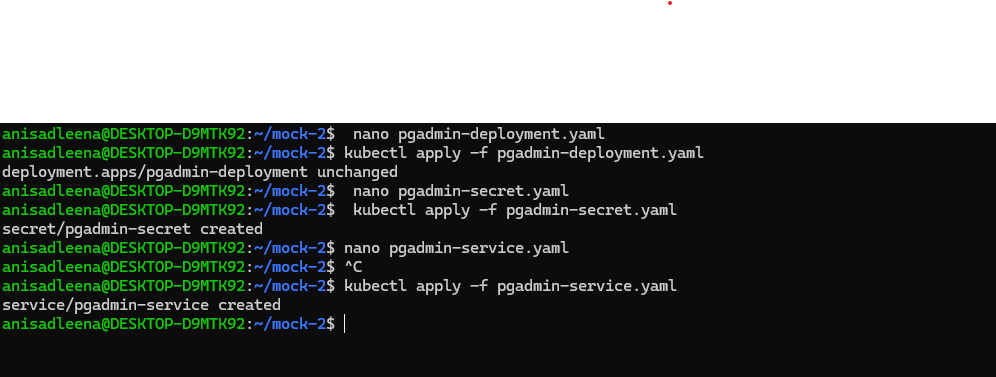 anisadleena@DESKTOP-D9MTK92:~/mock-2$  nano pgadmin-deployment.yaml
anisadleena@DESKTOP-D9MTK92:~/mock-2$ kubectl apply -f pgadmin-deployment.yaml
deployment.apps/pgadmin-deployment unchanged
anisadleena@DESKTOP-D9MTK92:~/mock-2$  nano pgadmin-secret.yaml
anisadleena@DESKTOP-D9MTK92:~/mock-2$  kubectl apply -f pgadmin-secret.yaml
secret/pgadmin-secret created
anisadleena@DESKTOP-D9MTK92:~/mock-2$ nano pgadmin-service.yaml
anisadleena@DESKTOP-D9MTK92:~/mock-2$ ^C
anisadleena@DESKTOP-D9MTK92:~/mock-2$ kubectl apply -f pgadmin-service.yaml
service/pgadmin-service created
anisadleena@DESKTOP-D9MTK92:~/mock-2$